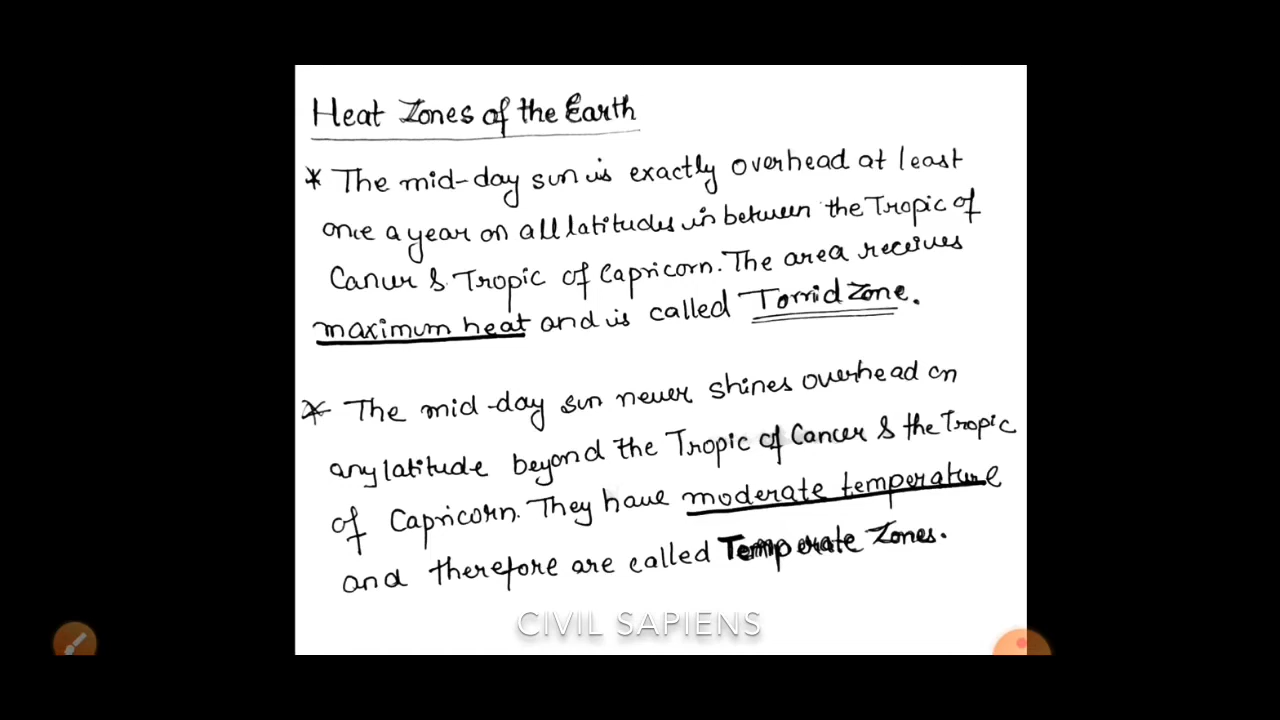 Heat Zones of the Earth
* The mid-day sun is exactly overhead at least
once a year on all latitudes in between the Tropic of
Cancer & Tropic of Capricorn. The area receives
maximum heat and is called Torrid Zone.
* The mid-day sun never shines overhead on
any latitude beyond the Tropic of Cancer & the Tropic
of Capricorn. They have moderate temperature
and therefore are called Temperate Zones.
CIVIL SAPIENS